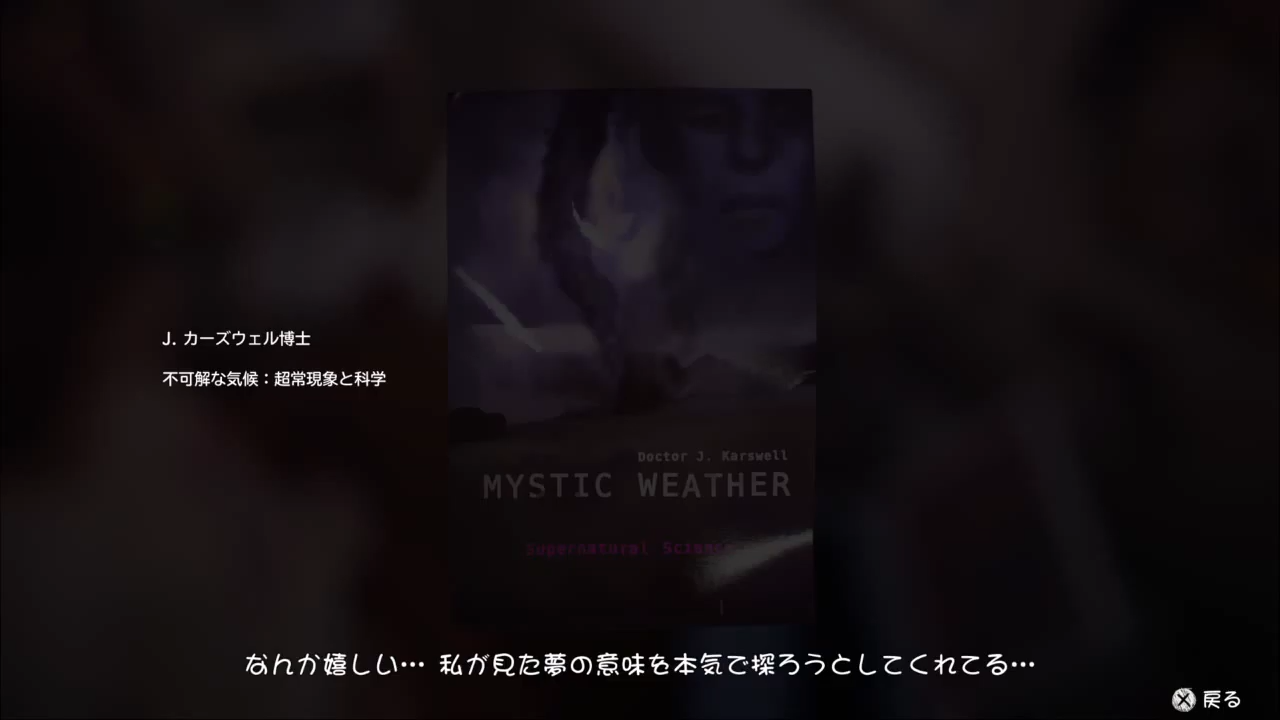 J. カーズウェル博士
不可解な気候：超常現象と科学
Doctor J. Karswell
MYSTIC WEATHER
Supernatural Science
なんか嬉しい… 私が見た夢の意味を本気で探ろうとしてくれてる…
戻る